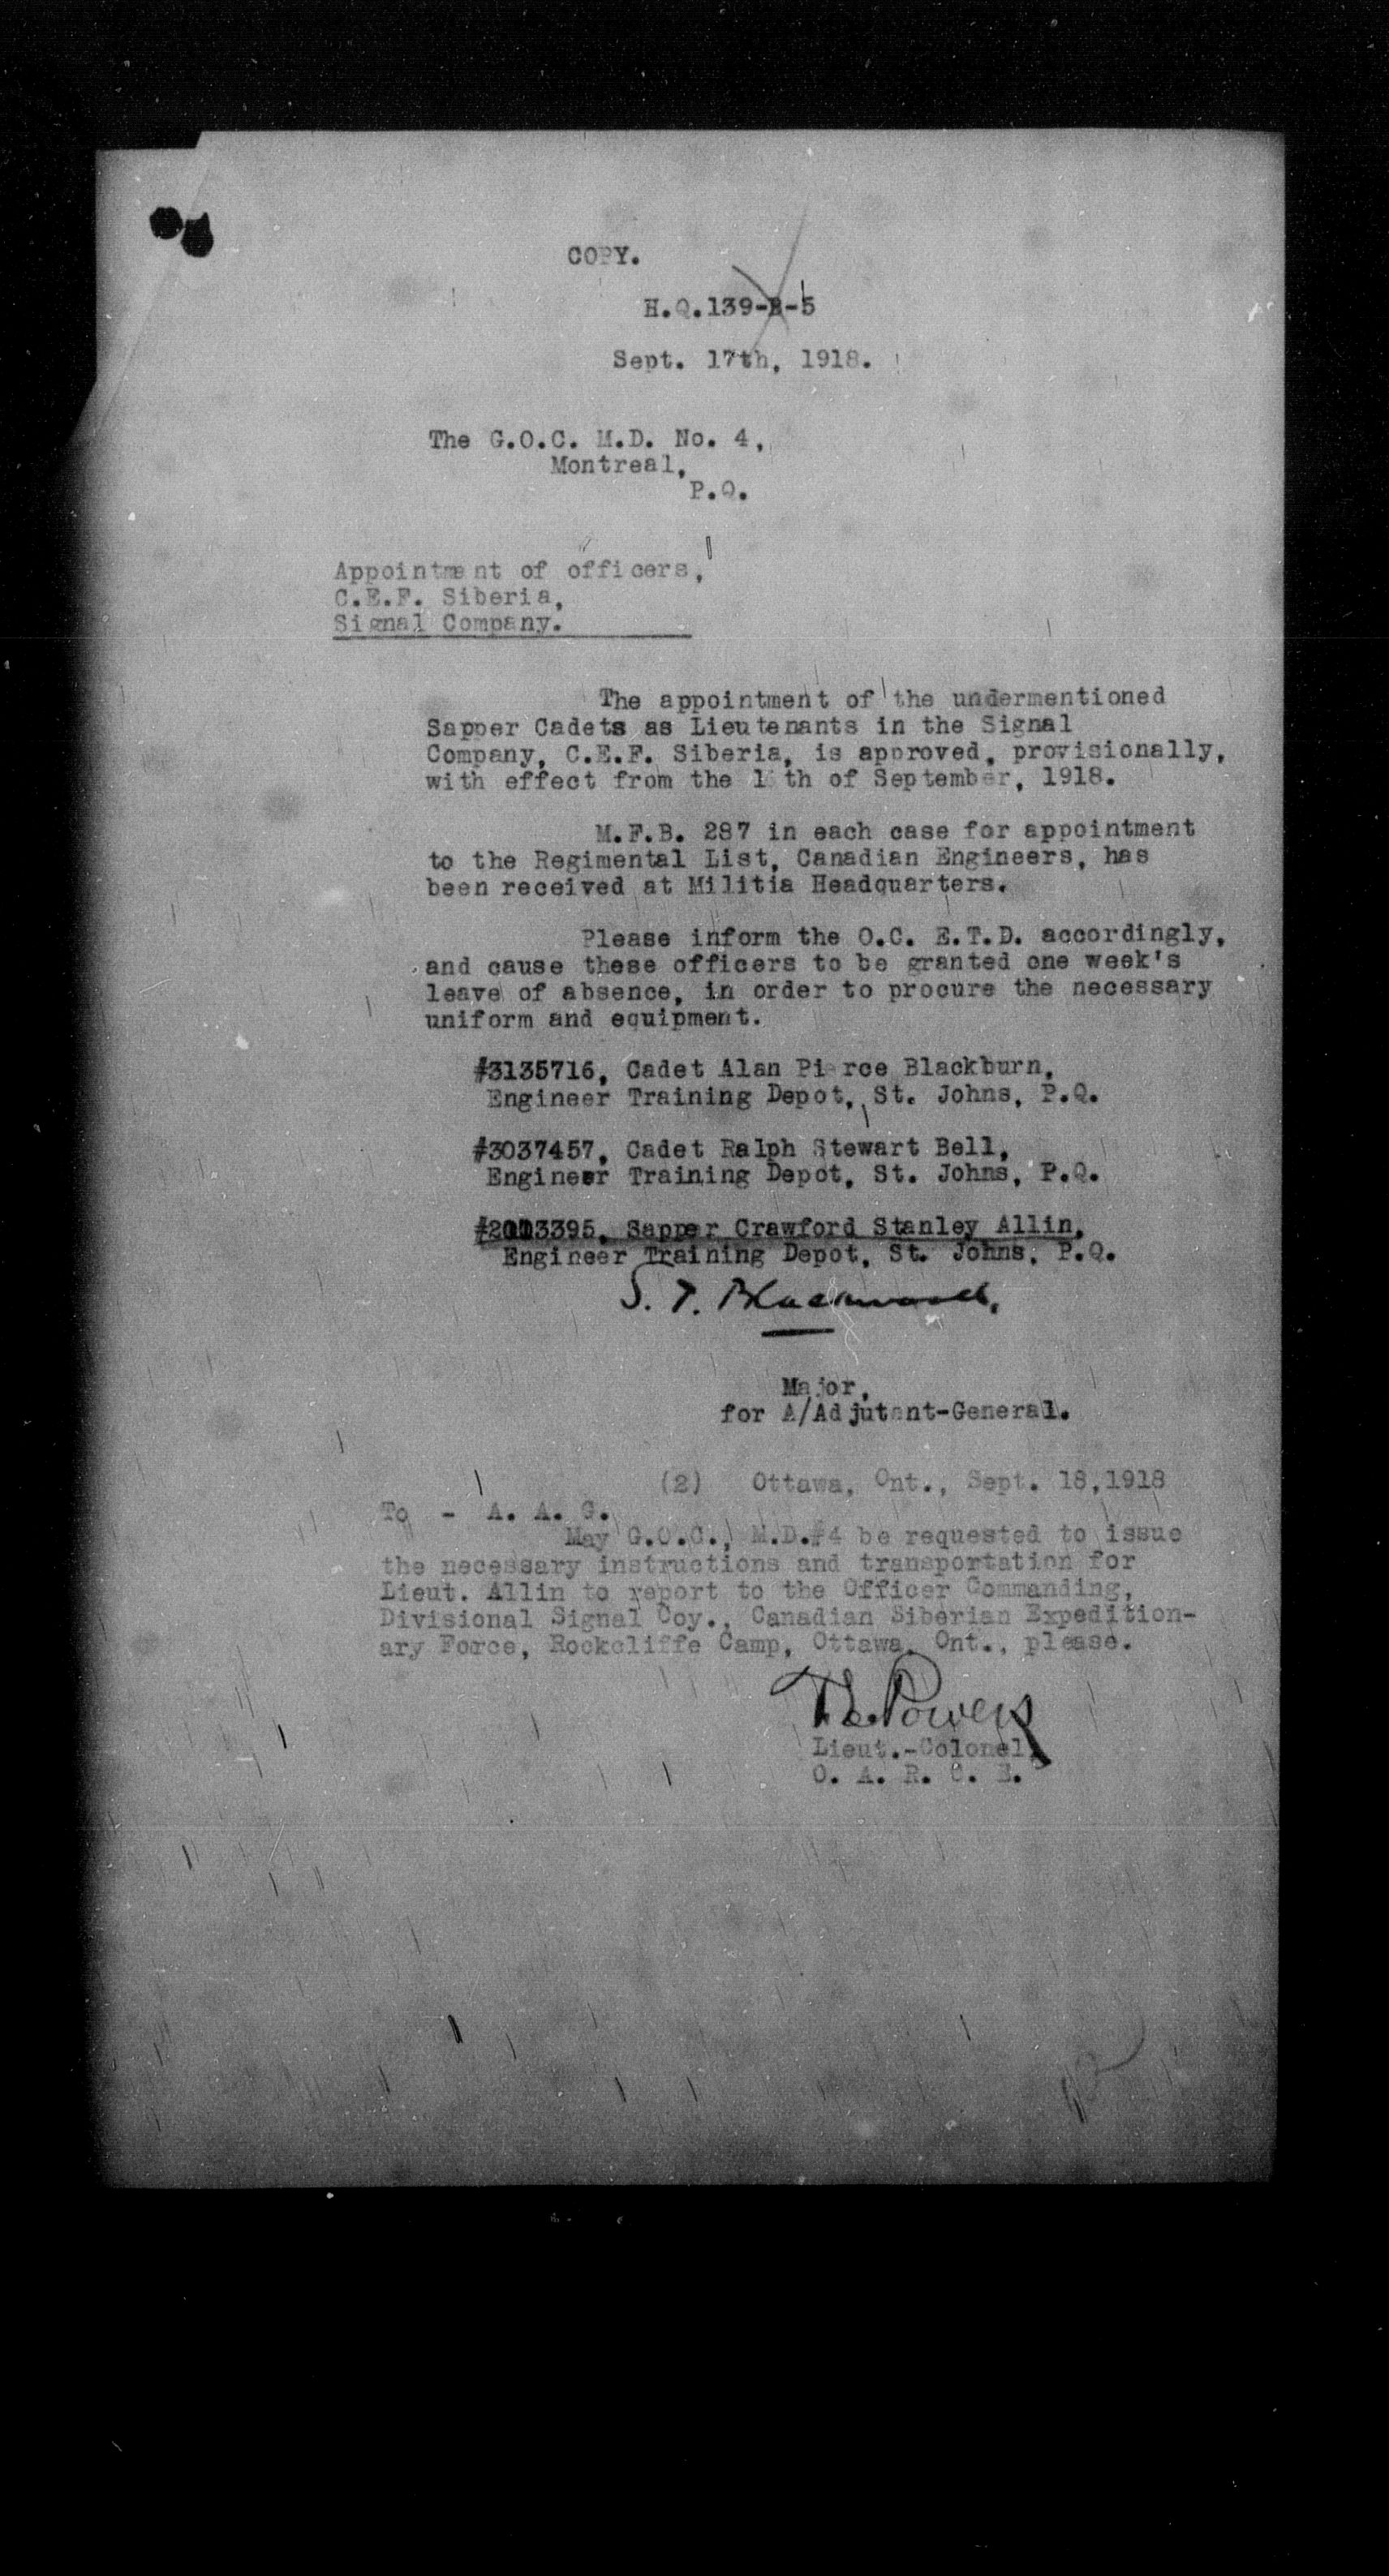 COPY.
H.Q.139-B-5
Sept. 17th, 1918.
The G.O.C. M.D. No. 4,
Montreal,
P.Q.
Appointment of officers,
C.E.F. Siberia,
Signal Company.
The appointment of the undermentioned
Sapper Cadets as Lieutenants in the Signal
Company, C.E.F. Siberia, is approved, provisionally,
with effect from the of September, 1918.
M.F.B. 287 in each case for appointment
to the Regimental List, Canadian Engineers, has
been received at Militia Headquarters.
Please inform the O.C. E.T.D. accordingly,
and cause these officers to be granted one week's
leave of absence, in order to procure the necessary
uniform and equipment.
#3135716, Cadet Alan Pierce Blackburn,
Engineer Training Depot, St. Johns, P.Q.
#3037457, Cadet Ralph Stewart Bell,
Engineer Training Depot, St. Johns, P.Q.
Sapper Crawford Stanley Allin,
Engineer Training Depot, St. Johns, P.Q.
Major,
for A/Adjutant-General.
(2) Ottawa, Ont., Sept. 18,1918
To - A. A. G.
May G.O.C., M.D.#4 be requested to issue
the necessary instructions and transportation for
Lieut. Allin to report to the Officer Commanding,
Divisional Signal Coy., Canadian Siberian Expedition-
ary Force, Rockcliffe Camp, Ottawa, Ont., please.
Lieut.-Colonel,
O. A. R. C. E.